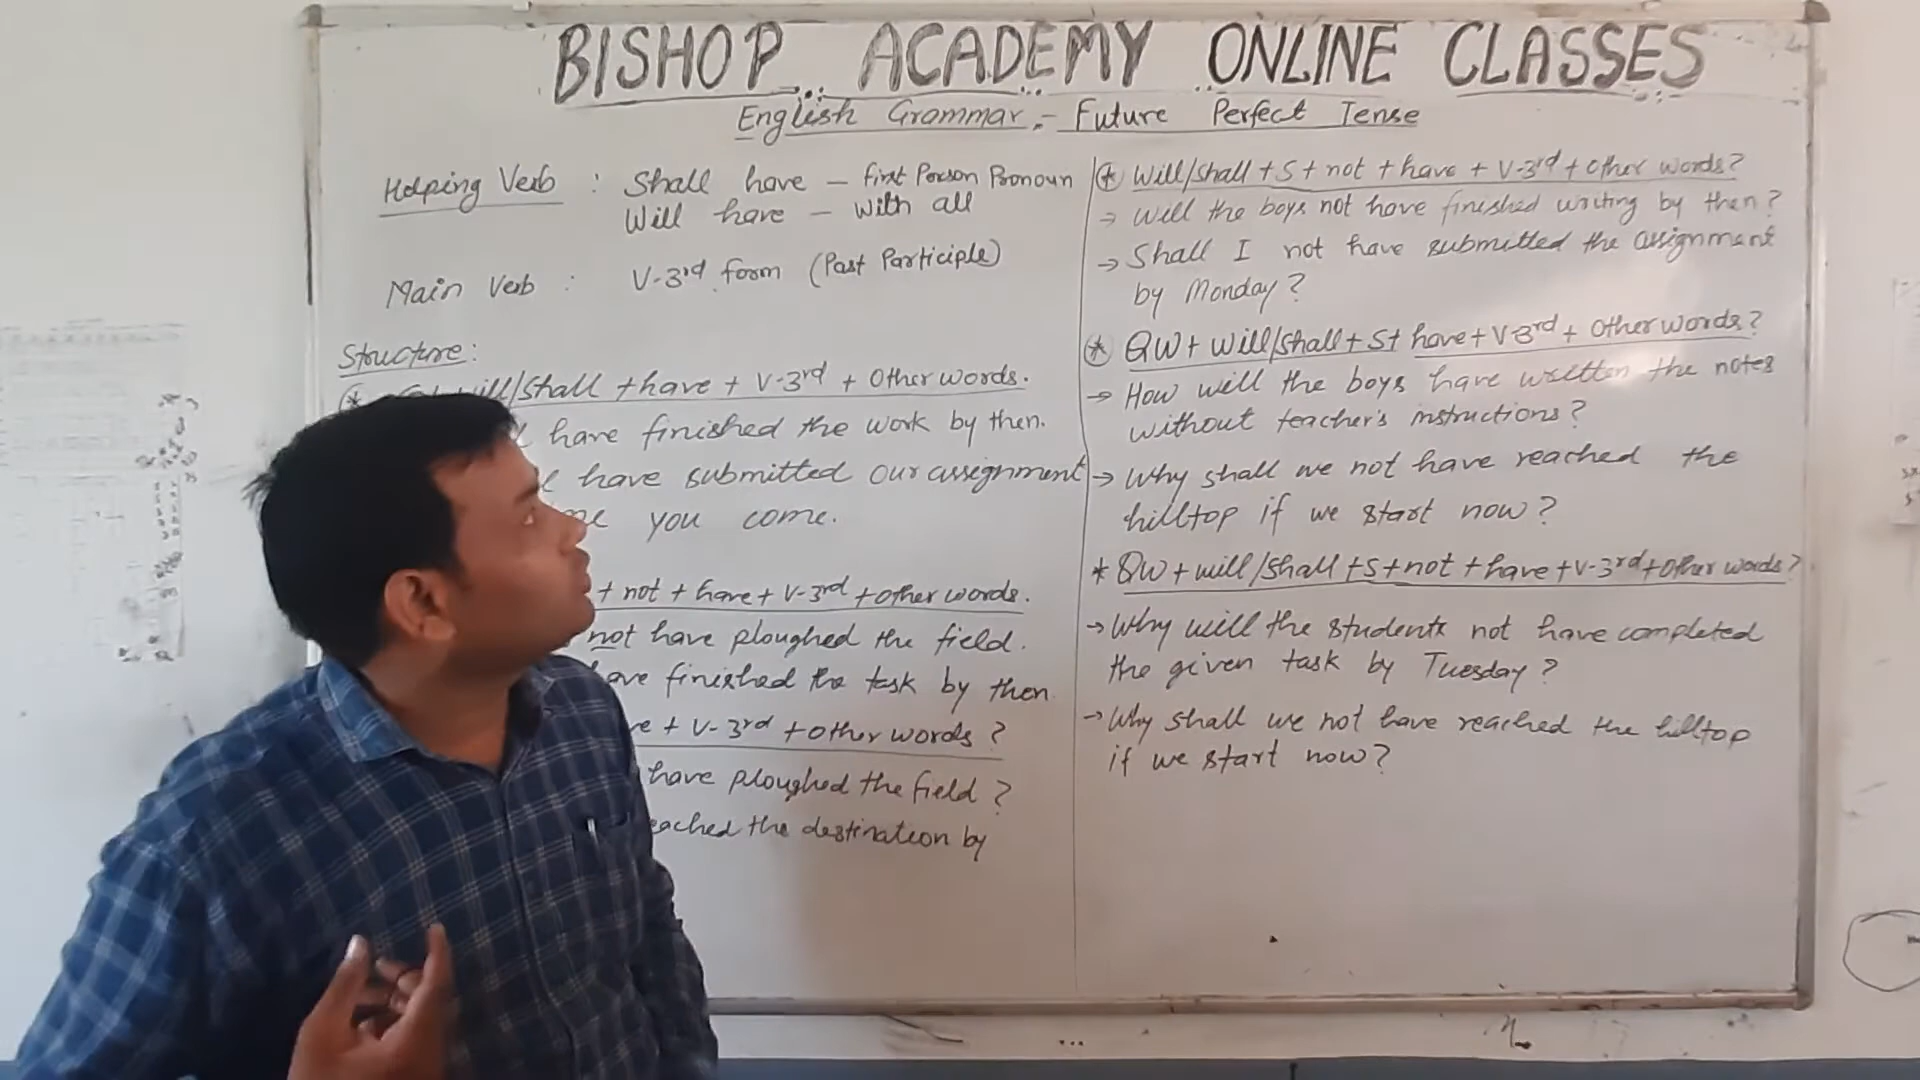 BISHOP ACADEMY ONLINE CLASSES
English Grammar - Future Perfect Tense
Helping Verb : Shall have - first Person Pronoun
Will have - with all
Main Verb : V-3rd form (Past Participle)
Structure:
will/shall + have + V-3rd + Other words.
have finished the work by then.
have submitted our assignment
you come.
+ not + have + V-3rd + other words.
not have ploughed the field.
finished the task by then
+ V-3rd + other words ?
have ploughed the field ?
the destination by
* Will/shall + S + not + have + V-3rd + other words?
→ Will the boys not have finished writing by then?
→ Shall I not have submitted the assignment
by Monday?
* QW + will/shall + S + have + V-3rd + Other words?
→ How will the boys have written the notes
without teacher's instructions?
→ Why shall we not have reached the
hilltop if we start now?
* QW + will/shall + S + not + have + V-3rd + other words?
→ Why will the students not have completed
the given task by Tuesday?
→ Why shall we not have reached the hilltop
if we start now?